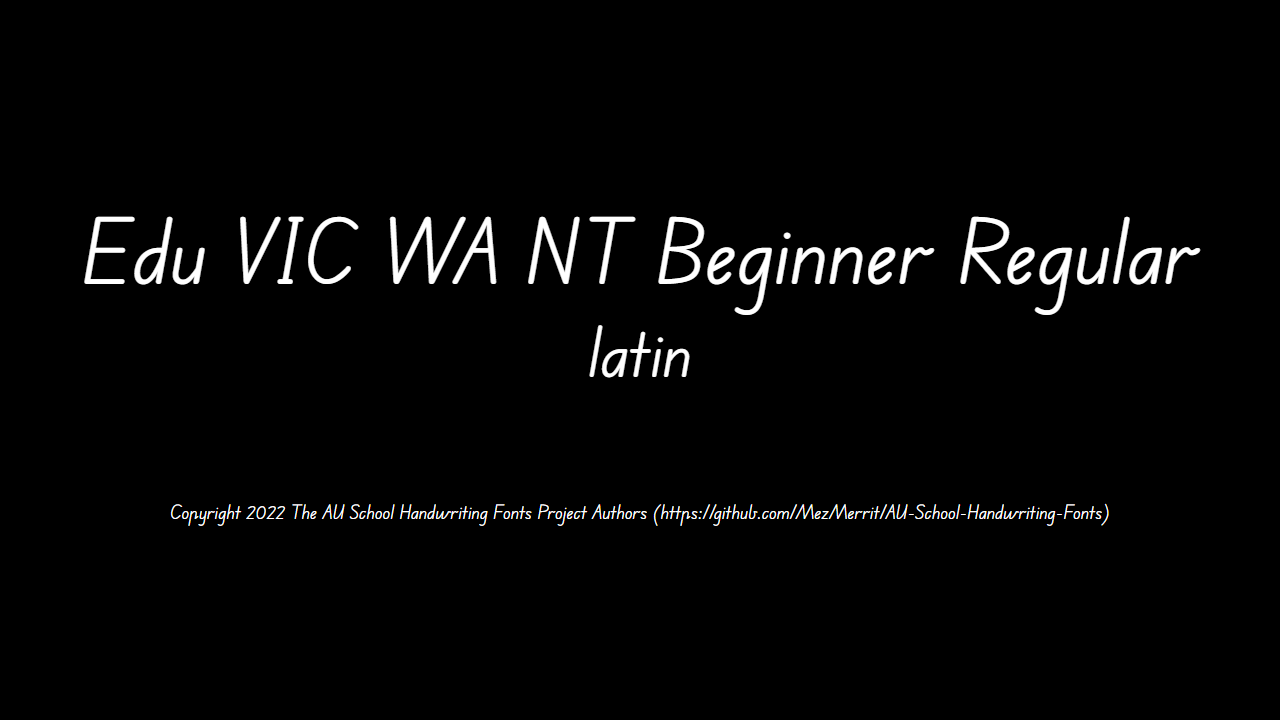 Edu VIC WA NT Beginner Regular
latin
Copyright 2022 The AU School Handwriting Fonts Project Authors (https://github.com/MezMerrit/AU-School-Handwriting-Fonts)